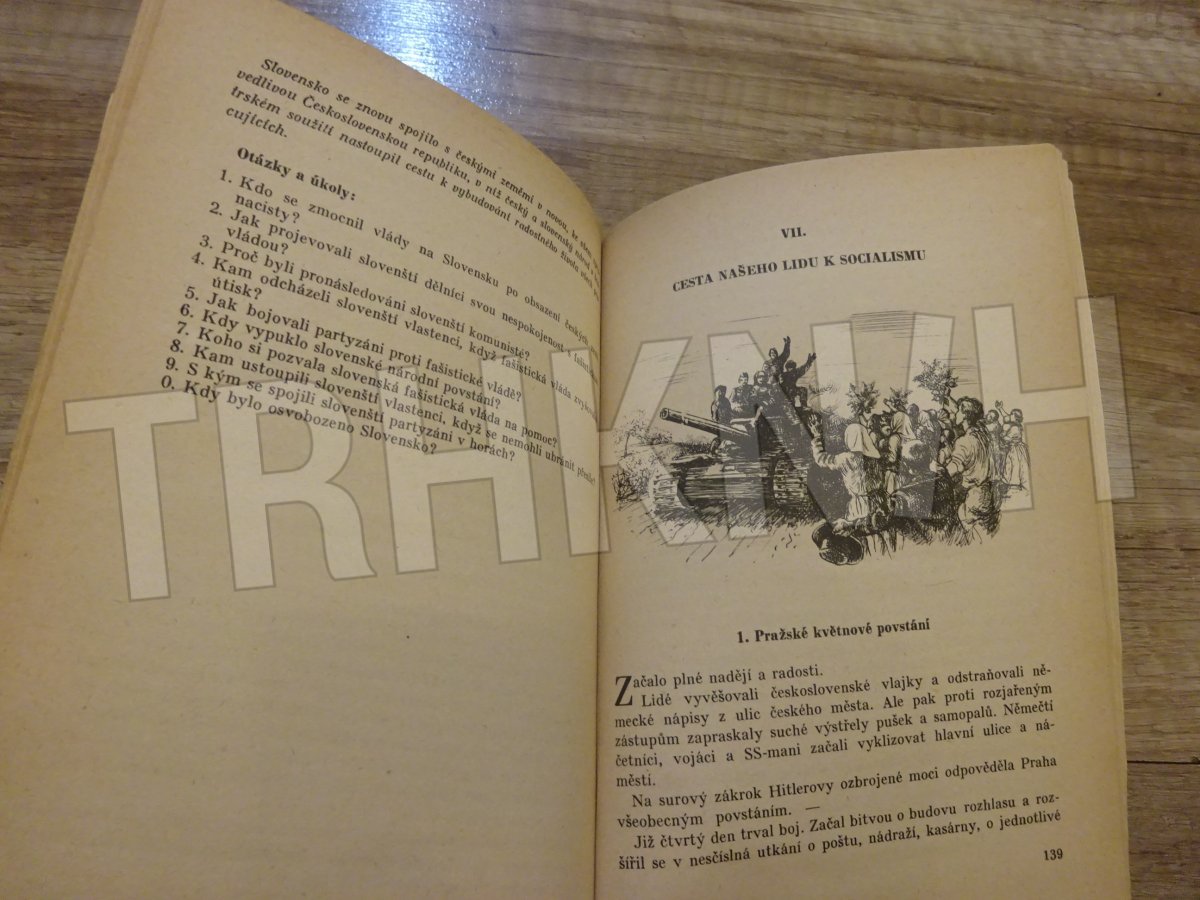 Slovensko se znovu spojilo s českými zeměmi v novou,
vedlivou Československou republiku, v níž český a slovenský národ v
trském soužití nastoupil cestu k vybudování radostného života všech
cujících.
Otázky a úkoly:
1. Kdo se zmocnil vlády na Slovensku po obsazení českých
nacisty?
2. Jak projevovali slovenští dělníci svou nespokojenost s
vládou?
3. Proč byli pronásledováni slovenští komunisté?
4. Kam odcházeli slovenští vlastenci, když fašistická vláda
útisk?
5. Jak bojovali partyzáni proti fašistické vládě?
6. Kdy vypuklo slovenské národní povstání?
7. Koho si pozvala slovenská fašistická vláda na pomoc?
8. Kam ustoupili slovenští vlastenci, když se nemohli ubránit
9. S kým se spojili slovenští partyzáni v horách?
0. Kdy bylo osvobozeno Slovensko?
VII.
CESTA NAŠEHO LIDU K SOCIALISMU
TRHKNIH
1. Pražské květnové povstání
Začalo plné nadějí a radosti.
Lidé vyvěšovali československé vlajky a odstraňovali ně-
mecké nápisy z ulic českého města. Ale pak proti rozjařeným
zástupům zapraskaly suché výstřely pušek a samopalů. Němečtí
četníci, vojáci a SS-mani začali vyklizovat hlavní ulice a ná-
městí.
Na surový zákrok Hitlerovy ozbrojené moci odpověděla Praha
všeobecným povstáním. —
Již čtvrtý den trval boj. Začal bitvou o budovu rozhlasu a roz-
šířil se v nesčíslná utkání o poštu, nádraží, kasárny, o jednotlivé
139